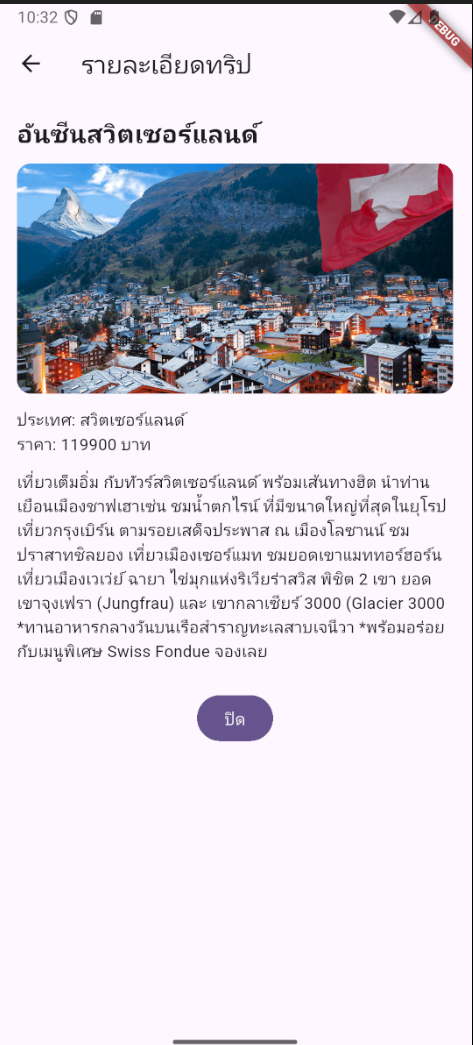 10:32
DEBUG
รายละเอียดทริป
อันซีนสวิตเซอร์แลนด์
ประเทศ: สวิตเซอร์แลนด์
ราคา: 119900 บาท
เที่ยวเต็มอิ่ม กับทัวร์สวิตเซอร์แลนด์ พร้อมเส้นทางฮิต นำท่าน
เยือนเมืองชาฟเฮาเซ่น ชมน้ำตกไรน์ ที่มีขนาดใหญ่ที่สุดในยุโรป
เที่ยวกรุงเบิร์น ตามรอยเสด็จประพาส ณ เมืองโลซานน์ ชม
ปราสาทชิลยอง เที่ยวเมืองเซอร์แมท ชมยอดเขาแมททอร์ฮอร์น
เที่ยวเมืองเวเว่ย์ ฉายา ไข่มุกแห่งริเวียร่าสวิส พิชิต 2 เขา ยอด
เขาจุงเฟรา (Jungfrau) และ เขากลาเซียร์ 3000 (Glacier 3000
*ทานอาหารกลางวันบนเรือสำราญทะเลสาบเจนีวา *พร้อมอร่อย
กับเมนูพิเศษ Swiss Fondue จองเลย
ปิด